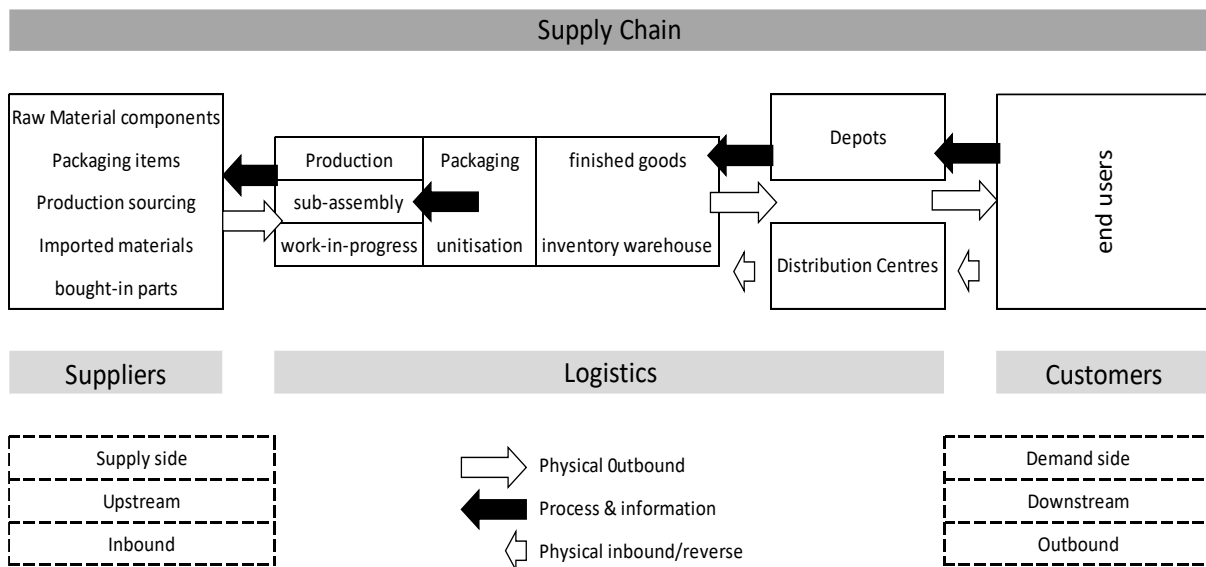 Supply Chain
Raw Material components
Packaging items
Production sourcing
Imported materials
bought-in parts
Production
sub-assembly
work-in-progress
Packaging
unitisation
finished goods
inventory warehouse
Depots
Distribution Centres
end users
Suppliers
Logistics
Customers
Supply side
Upstream
Inbound
Physical Outbound
Process & information
Physical inbound/reverse
Demand side
Downstream
Outbound